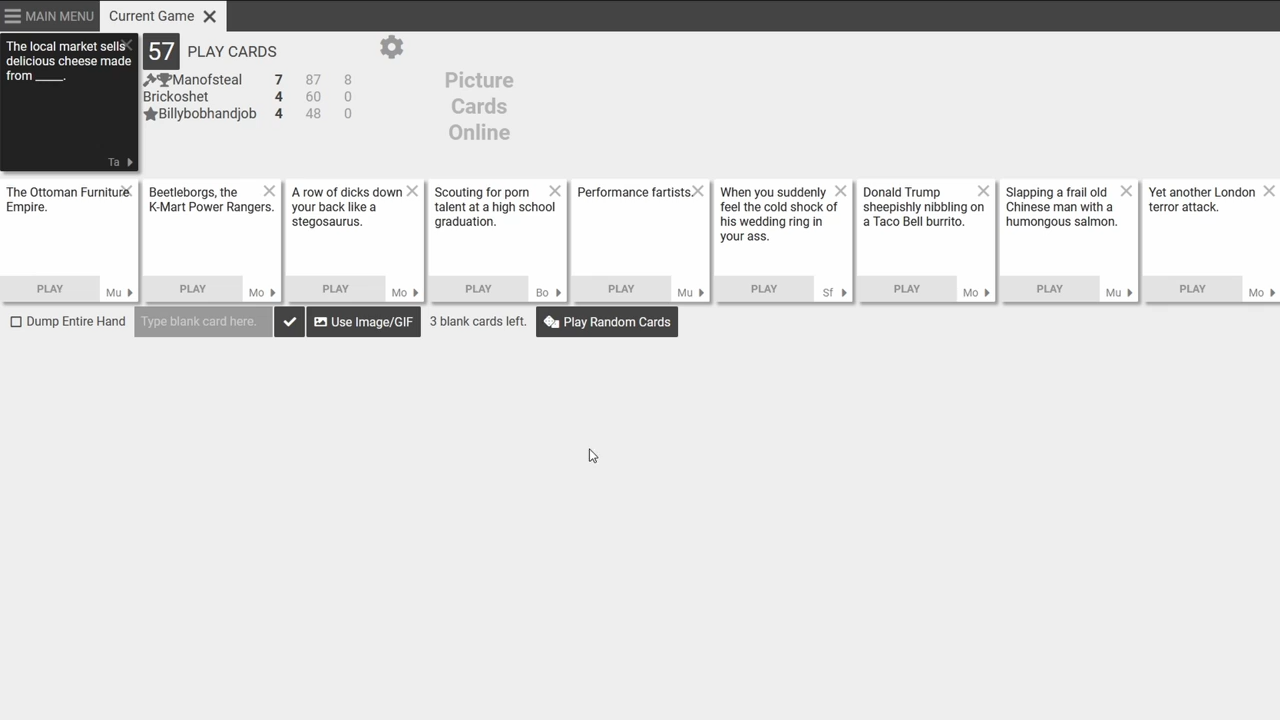 MAIN MENU
Current Game
The local market sells
delicious cheese made
from _____.
Ta
57 PLAY CARDS
Manofsteal 7 87 8
Brickoshet 4 60 0
Billybobhandjob 4 48 0
Picture
Cards
Online
The Ottoman Furniture
Empire.
PLAY
Mu
Beetleborgs, the
K-Mart Power Rangers.
PLAY
Mo
A row of dicks down
your back like a
stegosaurus.
PLAY
Mo
Scouting for porn
talent at a high school
graduation.
PLAY
Bo
Performance fartists.
PLAY
Mu
When you suddenly
feel the cold shock of
his wedding ring in
your ass.
PLAY
Sf
Donald Trump
sheepishly nibbling on
a Taco Bell burrito.
PLAY
Mo
Slapping a frail old
Chinese man with a
humongous salmon.
PLAY
Mu
Yet another London
terror attack.
PLAY
Mo
Dump Entire Hand
Type blank card here.
Use Image/GIF
3 blank cards left.
Play Random Cards